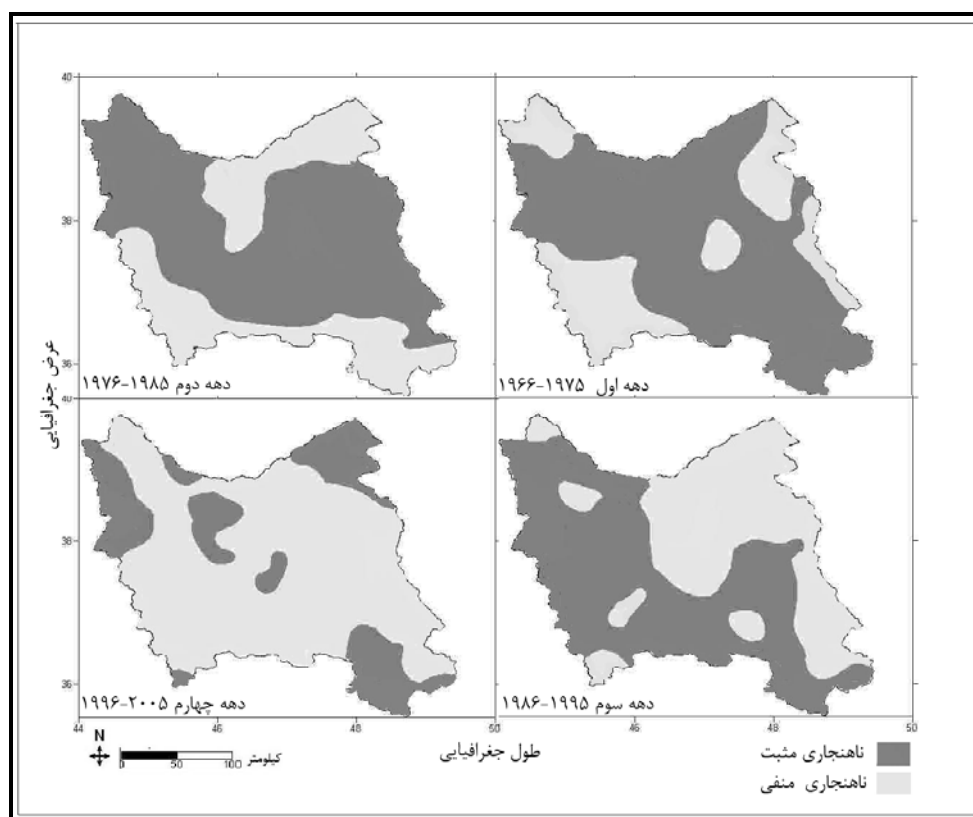 40
50
38
36
عرض جغرافیایی
دهه اول ۱۹۷۵-۱۹۶۶
دهه دوم ۱۹۸۵-۱۹۷۶
40
38
36
دهه سوم ۱۹۹۵-۱۹۸۶
دهه چهارم ۲۰۰۵-۱۹۹۶
44
46
48
50
46
48
50
N
0 50 100 کیلومتر
طول جغرافیایی
ناهنجاری مثبت
ناهنجاری منفی